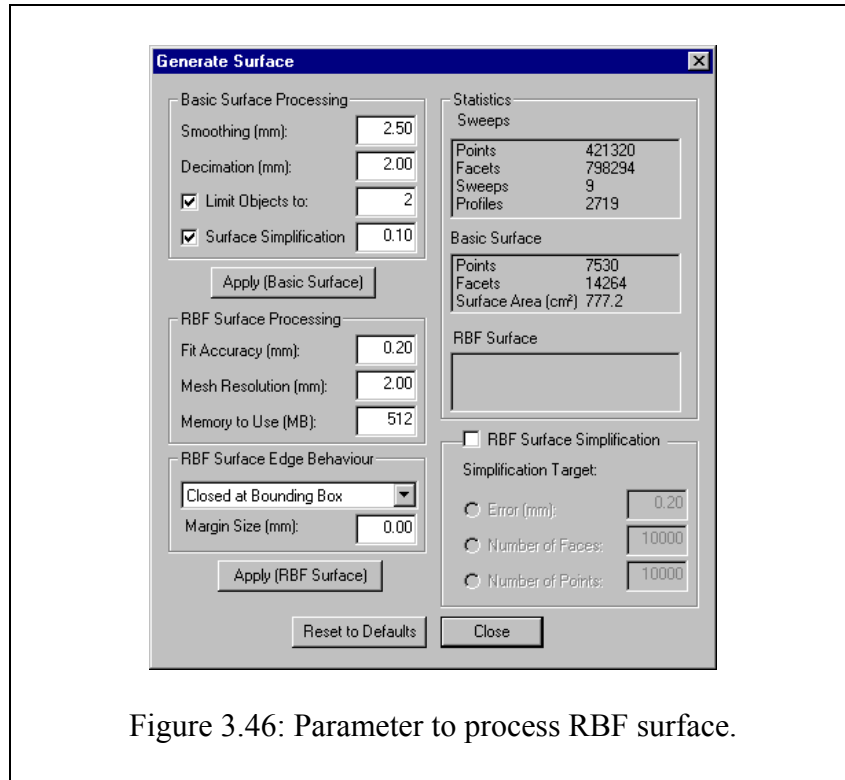 Generate Surface
Basic Surface Processing
Smoothing (mm): 2.50
Decimation (mm): 2.00
Limit Objects to: 2
Surface Simplification 0.10
Apply (Basic Surface)
RBF Surface Processing
Fit Accuracy (mm): 0.20
Mesh Resolution (mm): 2.00
Memory to Use (MB): 512
RBF Surface Edge Behaviour
Closed at Bounding Box
Margin Size (mm): 0.00
Apply (RBF Surface)
Statistics
Sweeps
Points 421320
Facets 798294
Sweeps 9
Profiles 2719
Basic Surface
Points 7530
Facets 14264
Surface Area (cm²) 777.2
RBF Surface
RBF Surface Simplification
Simplification Target:
Error (mm): 0.20
Number of Faces: 10000
Number of Points: 10000
Reset to Defaults
Close
Figure 3.46: Parameter to process RBF surface.